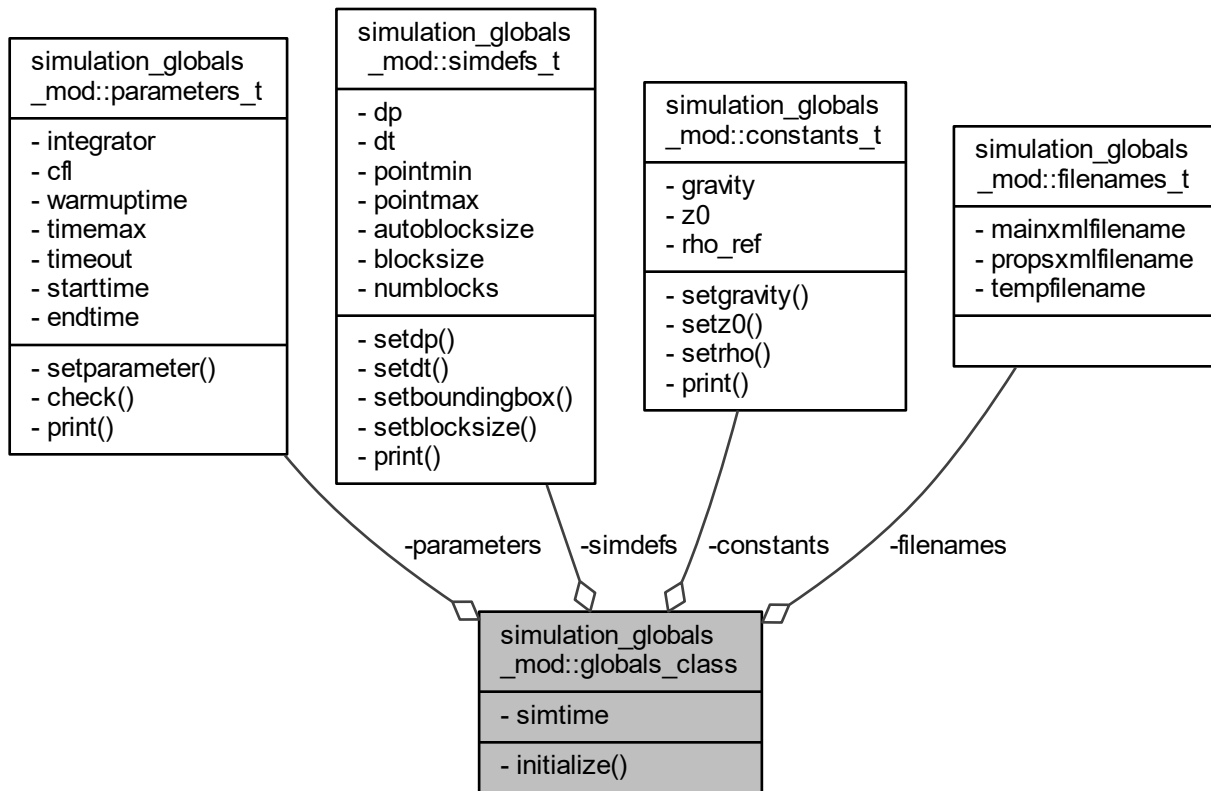 simulation_globals
_mod::parameters_t
- integrator
- cfl
- warmuptime
- timemax
- timeout
- starttime
- endtime
- setparameter()
- check()
- print()
simulation_globals
_mod::simdefs_t
- dp
- dt
- pointmin
- pointmax
- autoblocksize
- blocksize
- numblocks
- setdp()
- setdt()
- setboundingbox()
- setblocksize()
- print()
simulation_globals
_mod::constants_t
- gravity
- z0
- rho_ref
- setgravity()
- setz0()
- setrho()
- print()
simulation_globals
_mod::filenames_t
- mainxmlfilename
- propsxmlfilename
- tempfilename
-parameters
-simdefs
-constants
-filenames
simulation_globals
_mod::globals_class
- simtime
- initialize()